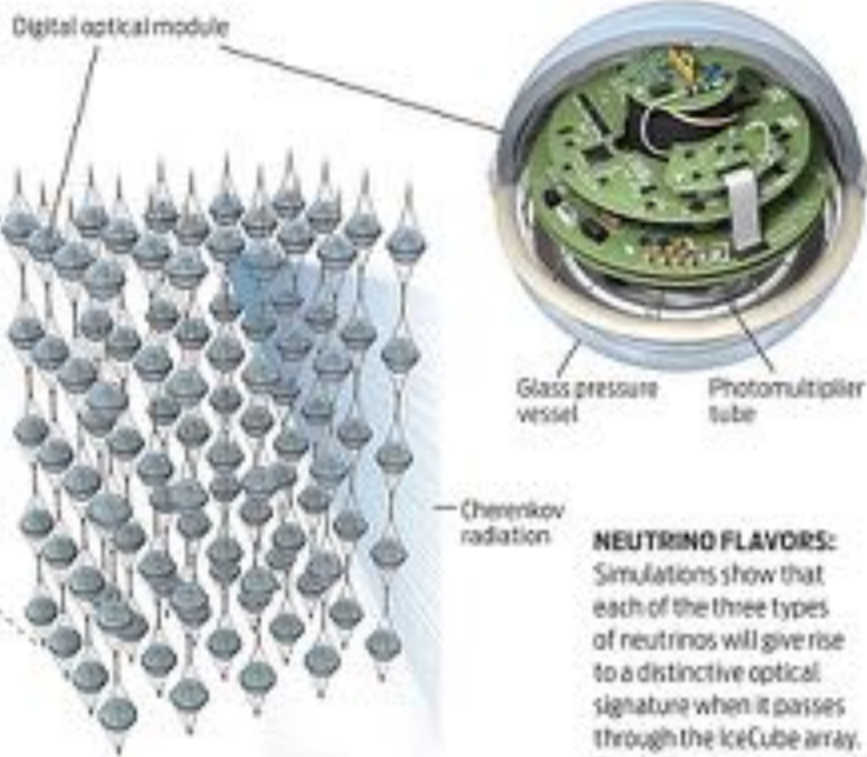 Digital optical module
Glass pressure
vessel
Photomultiplier
tube
Cherenkov
radiation
NEUTRINO FLAVORS:
Simulations show that
each of the three types
of neutrinos will give rise
to a distinctive optical
signature when it passes
through the IceCube array.